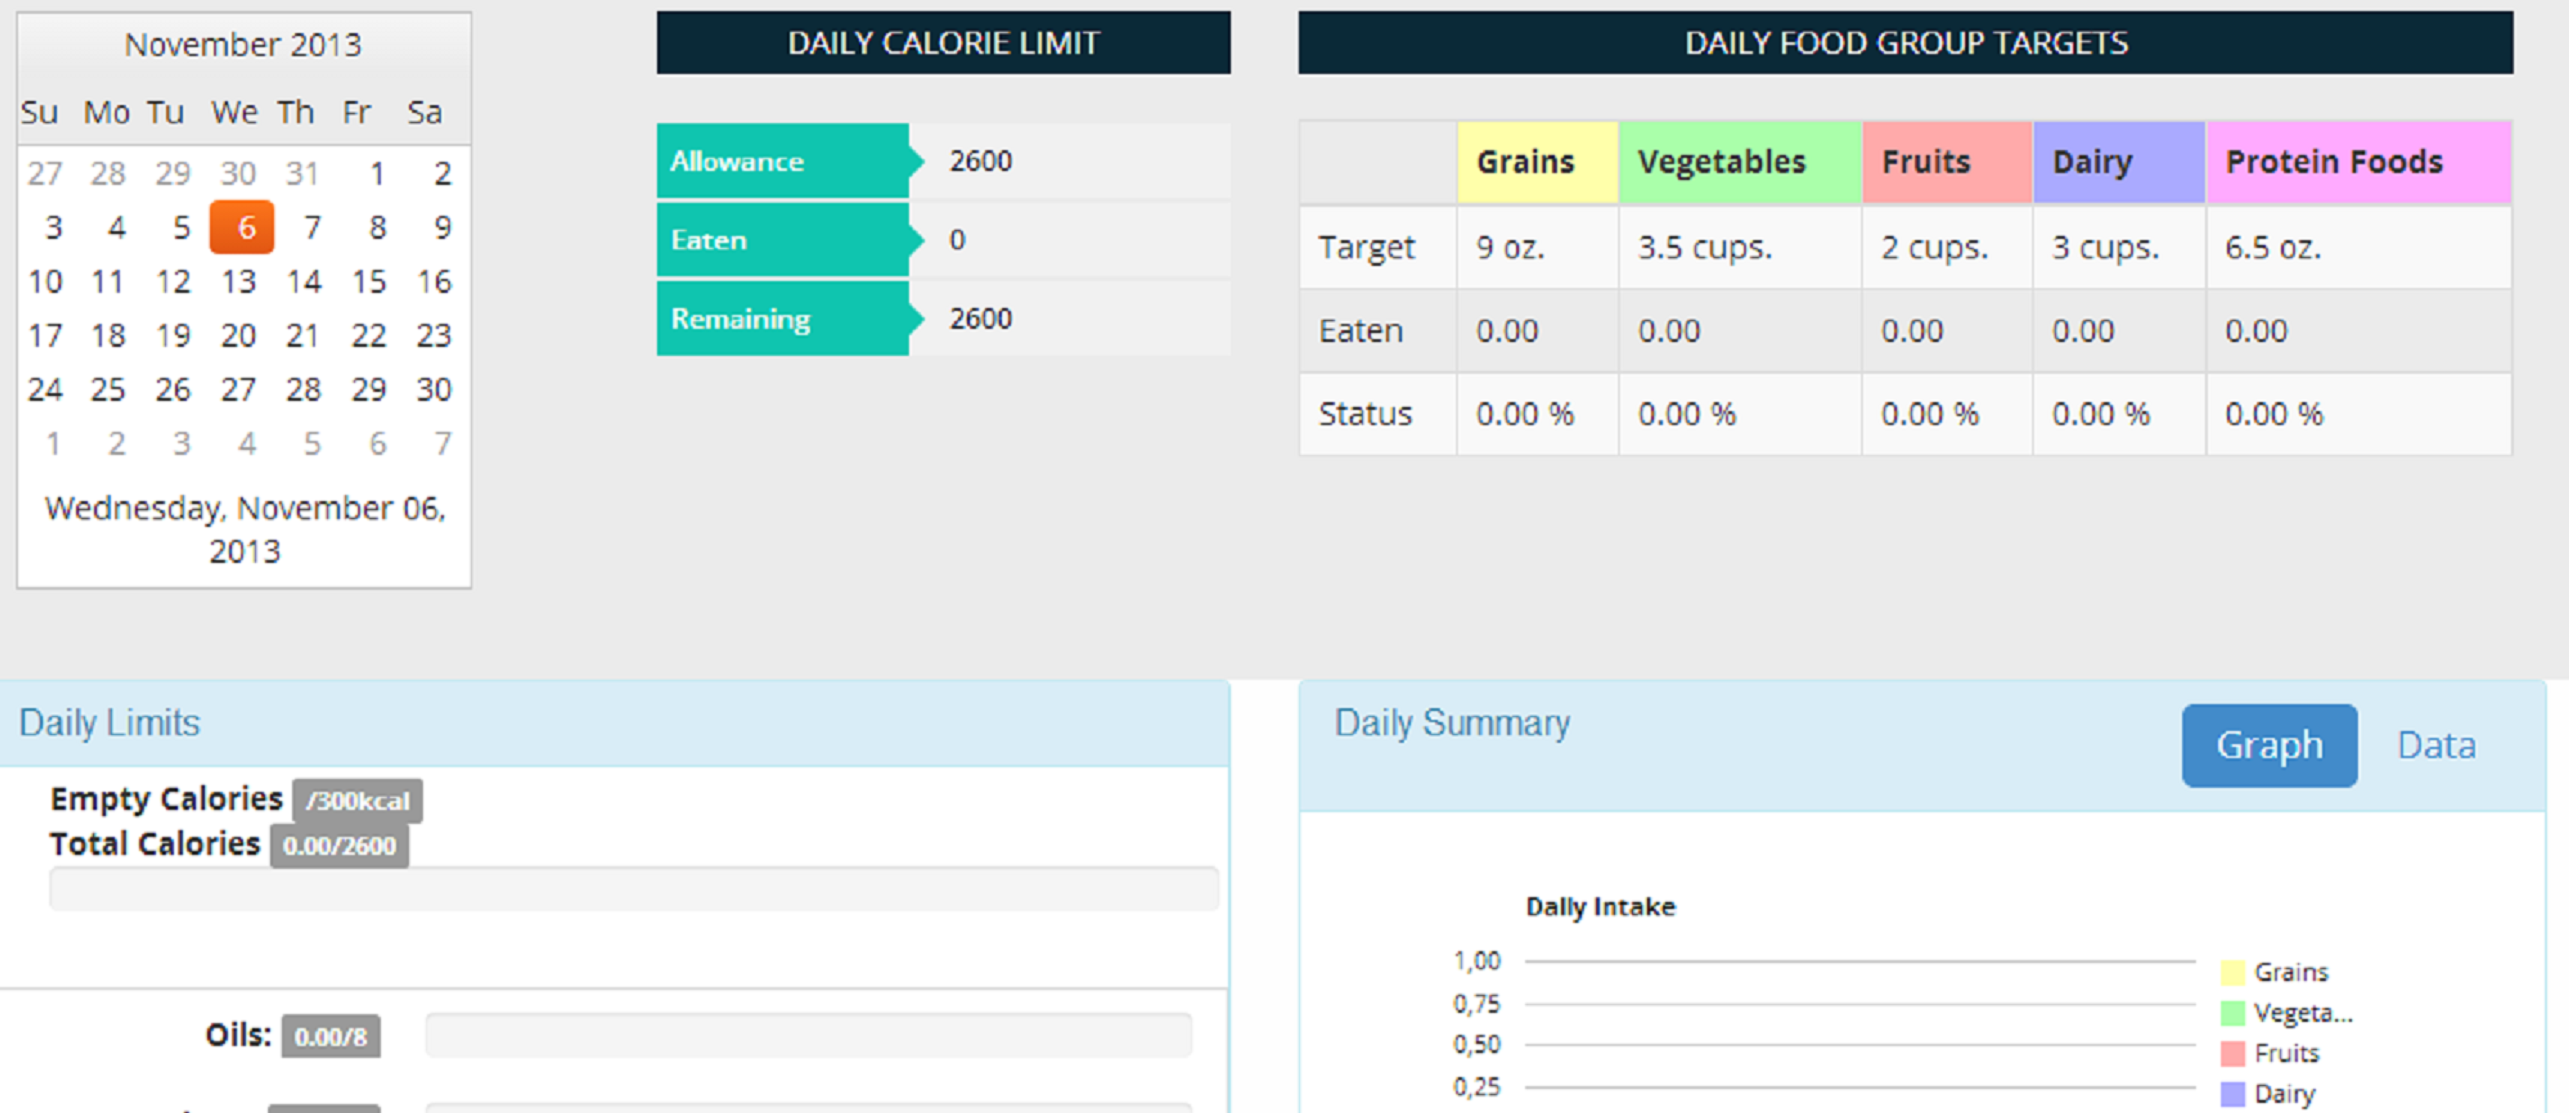 November 2013
Su Mo Tu We Th Fr Sa
27 28 29 30 31 1 2
3 4 5 6 7 8 9
10 11 12 13 14 15 16
17 18 19 20 21 22 23
24 25 26 27 28 29 30
1 2 3 4 5 6 7
Wednesday, November 06,
2013
DAILY CALORIE LIMIT
Allowance 2600
Eaten 0
Remaining 2600
DAILY FOOD GROUP TARGETS
Grains Vegetables Fruits Dairy Protein Foods
Target 9 oz. 3.5 cups. 2 cups. 3 cups. 6.5 oz.
Eaten 0.00 0.00 0.00 0.00 0.00
Status 0.00 % 0.00 % 0.00 % 0.00 % 0.00 %
Daily Limits
Empty Calories /300kcal
Total Calories 0.00/2600
Oils: 0.00/8
Daily Summary
Graph Data
Daily Intake
1,00
0,75
0,50
0,25
Grains
Vegeta...
Fruits
Dairy